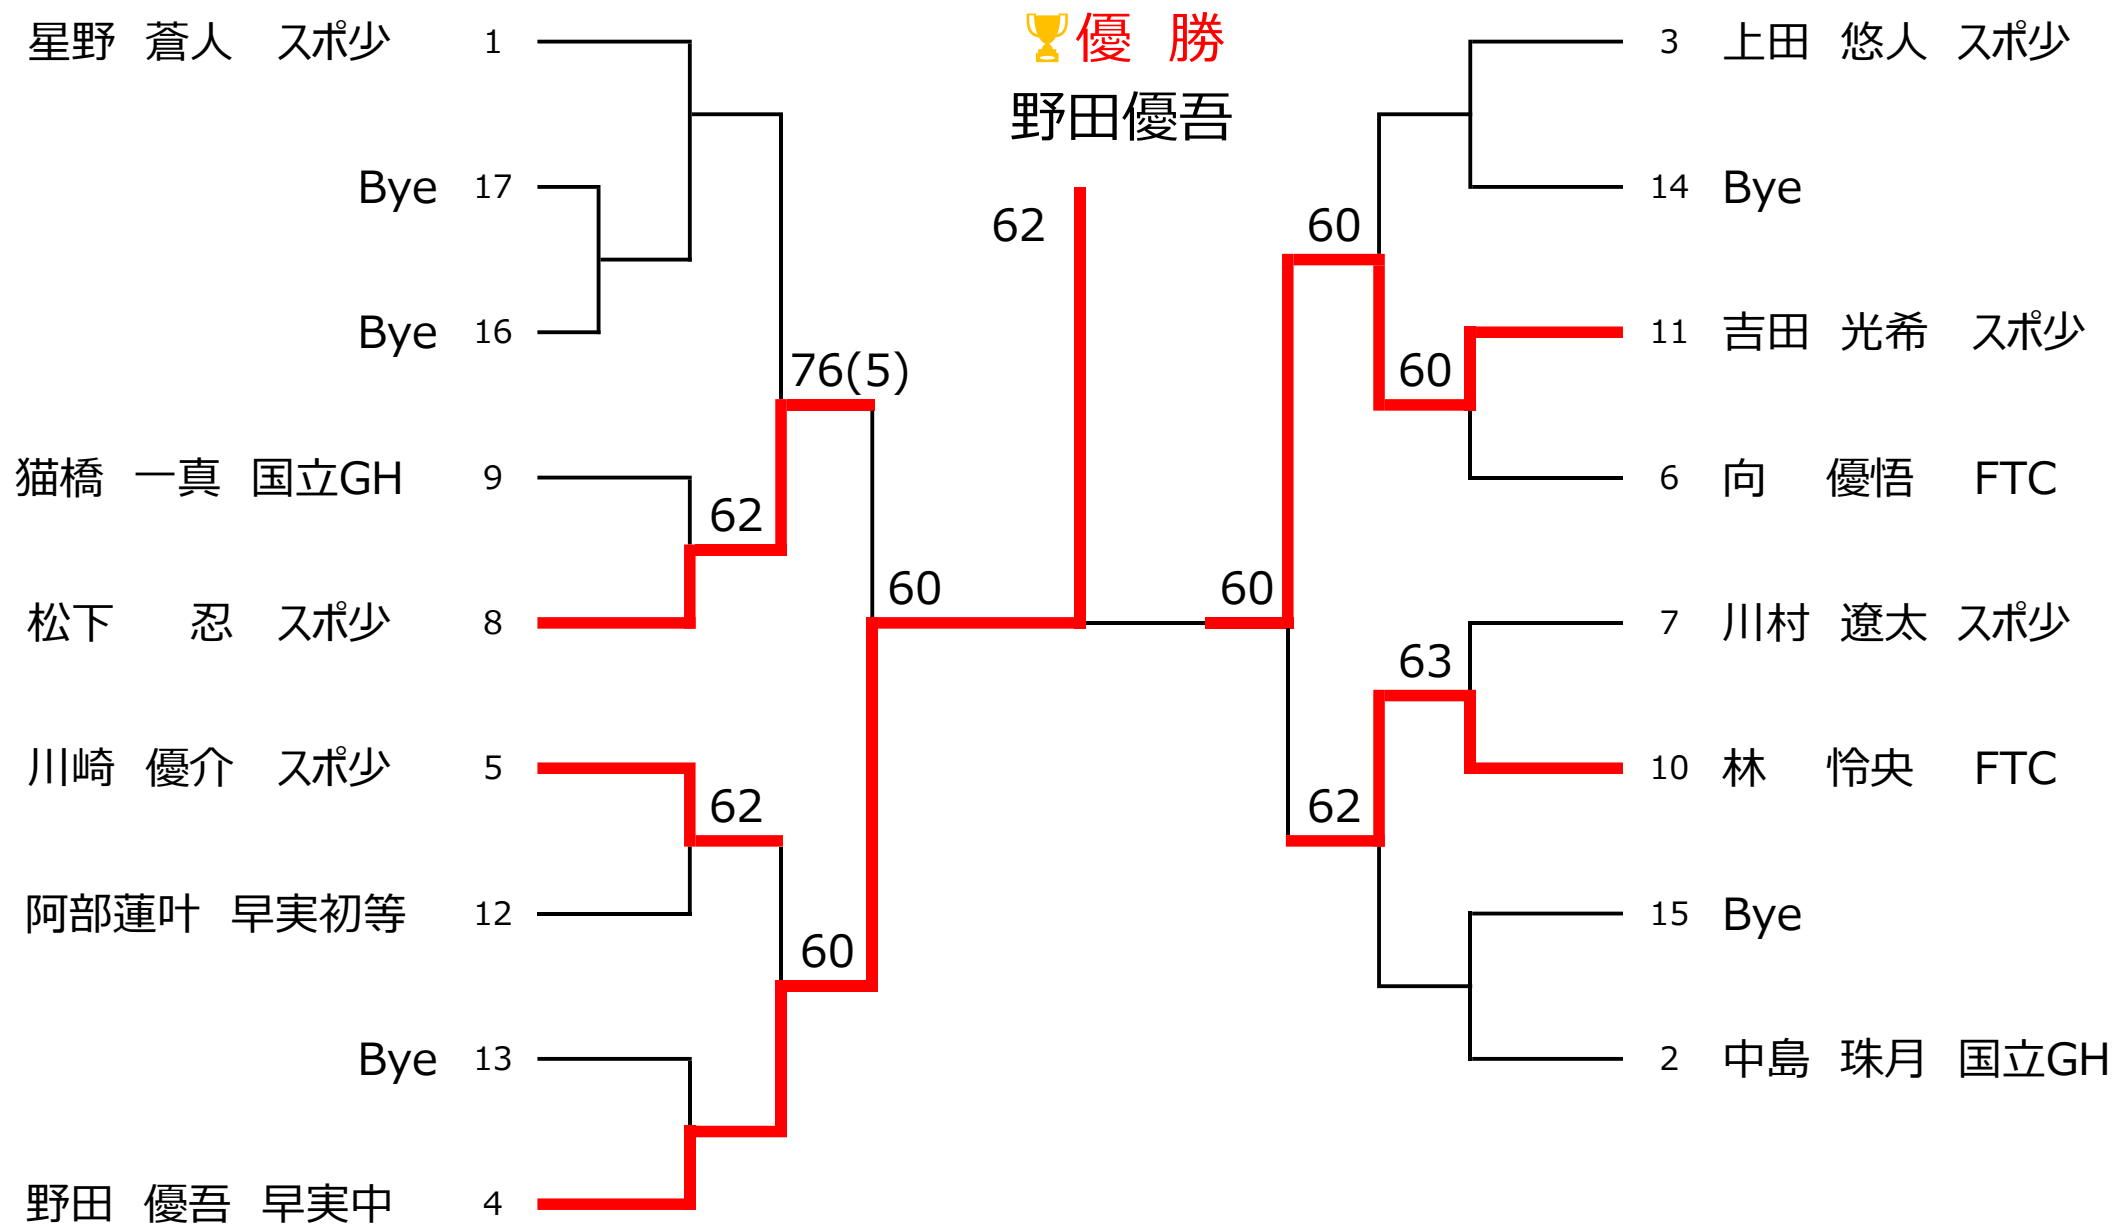 優 勝
野田優吾
星野 蒼人 スポ少 1
Bye 17
Bye 16
猫橋 一真 国立GH 9
松下 忍 スポ少 8
川崎 優介 スポ少 5
阿部蓮叶 早実初等 12
Bye 13
野田 優吾 早実中 4
76(5)
62
62
60
60
62
60
60
60
63
62
3 上田 悠人 スポ少
14 Bye
11 吉田 光希 スポ少
6 向 優悟 FTC
7 川村 遼太 スポ少
10 林 怜央 FTC
15 Bye
2 中島 珠月 国立GH